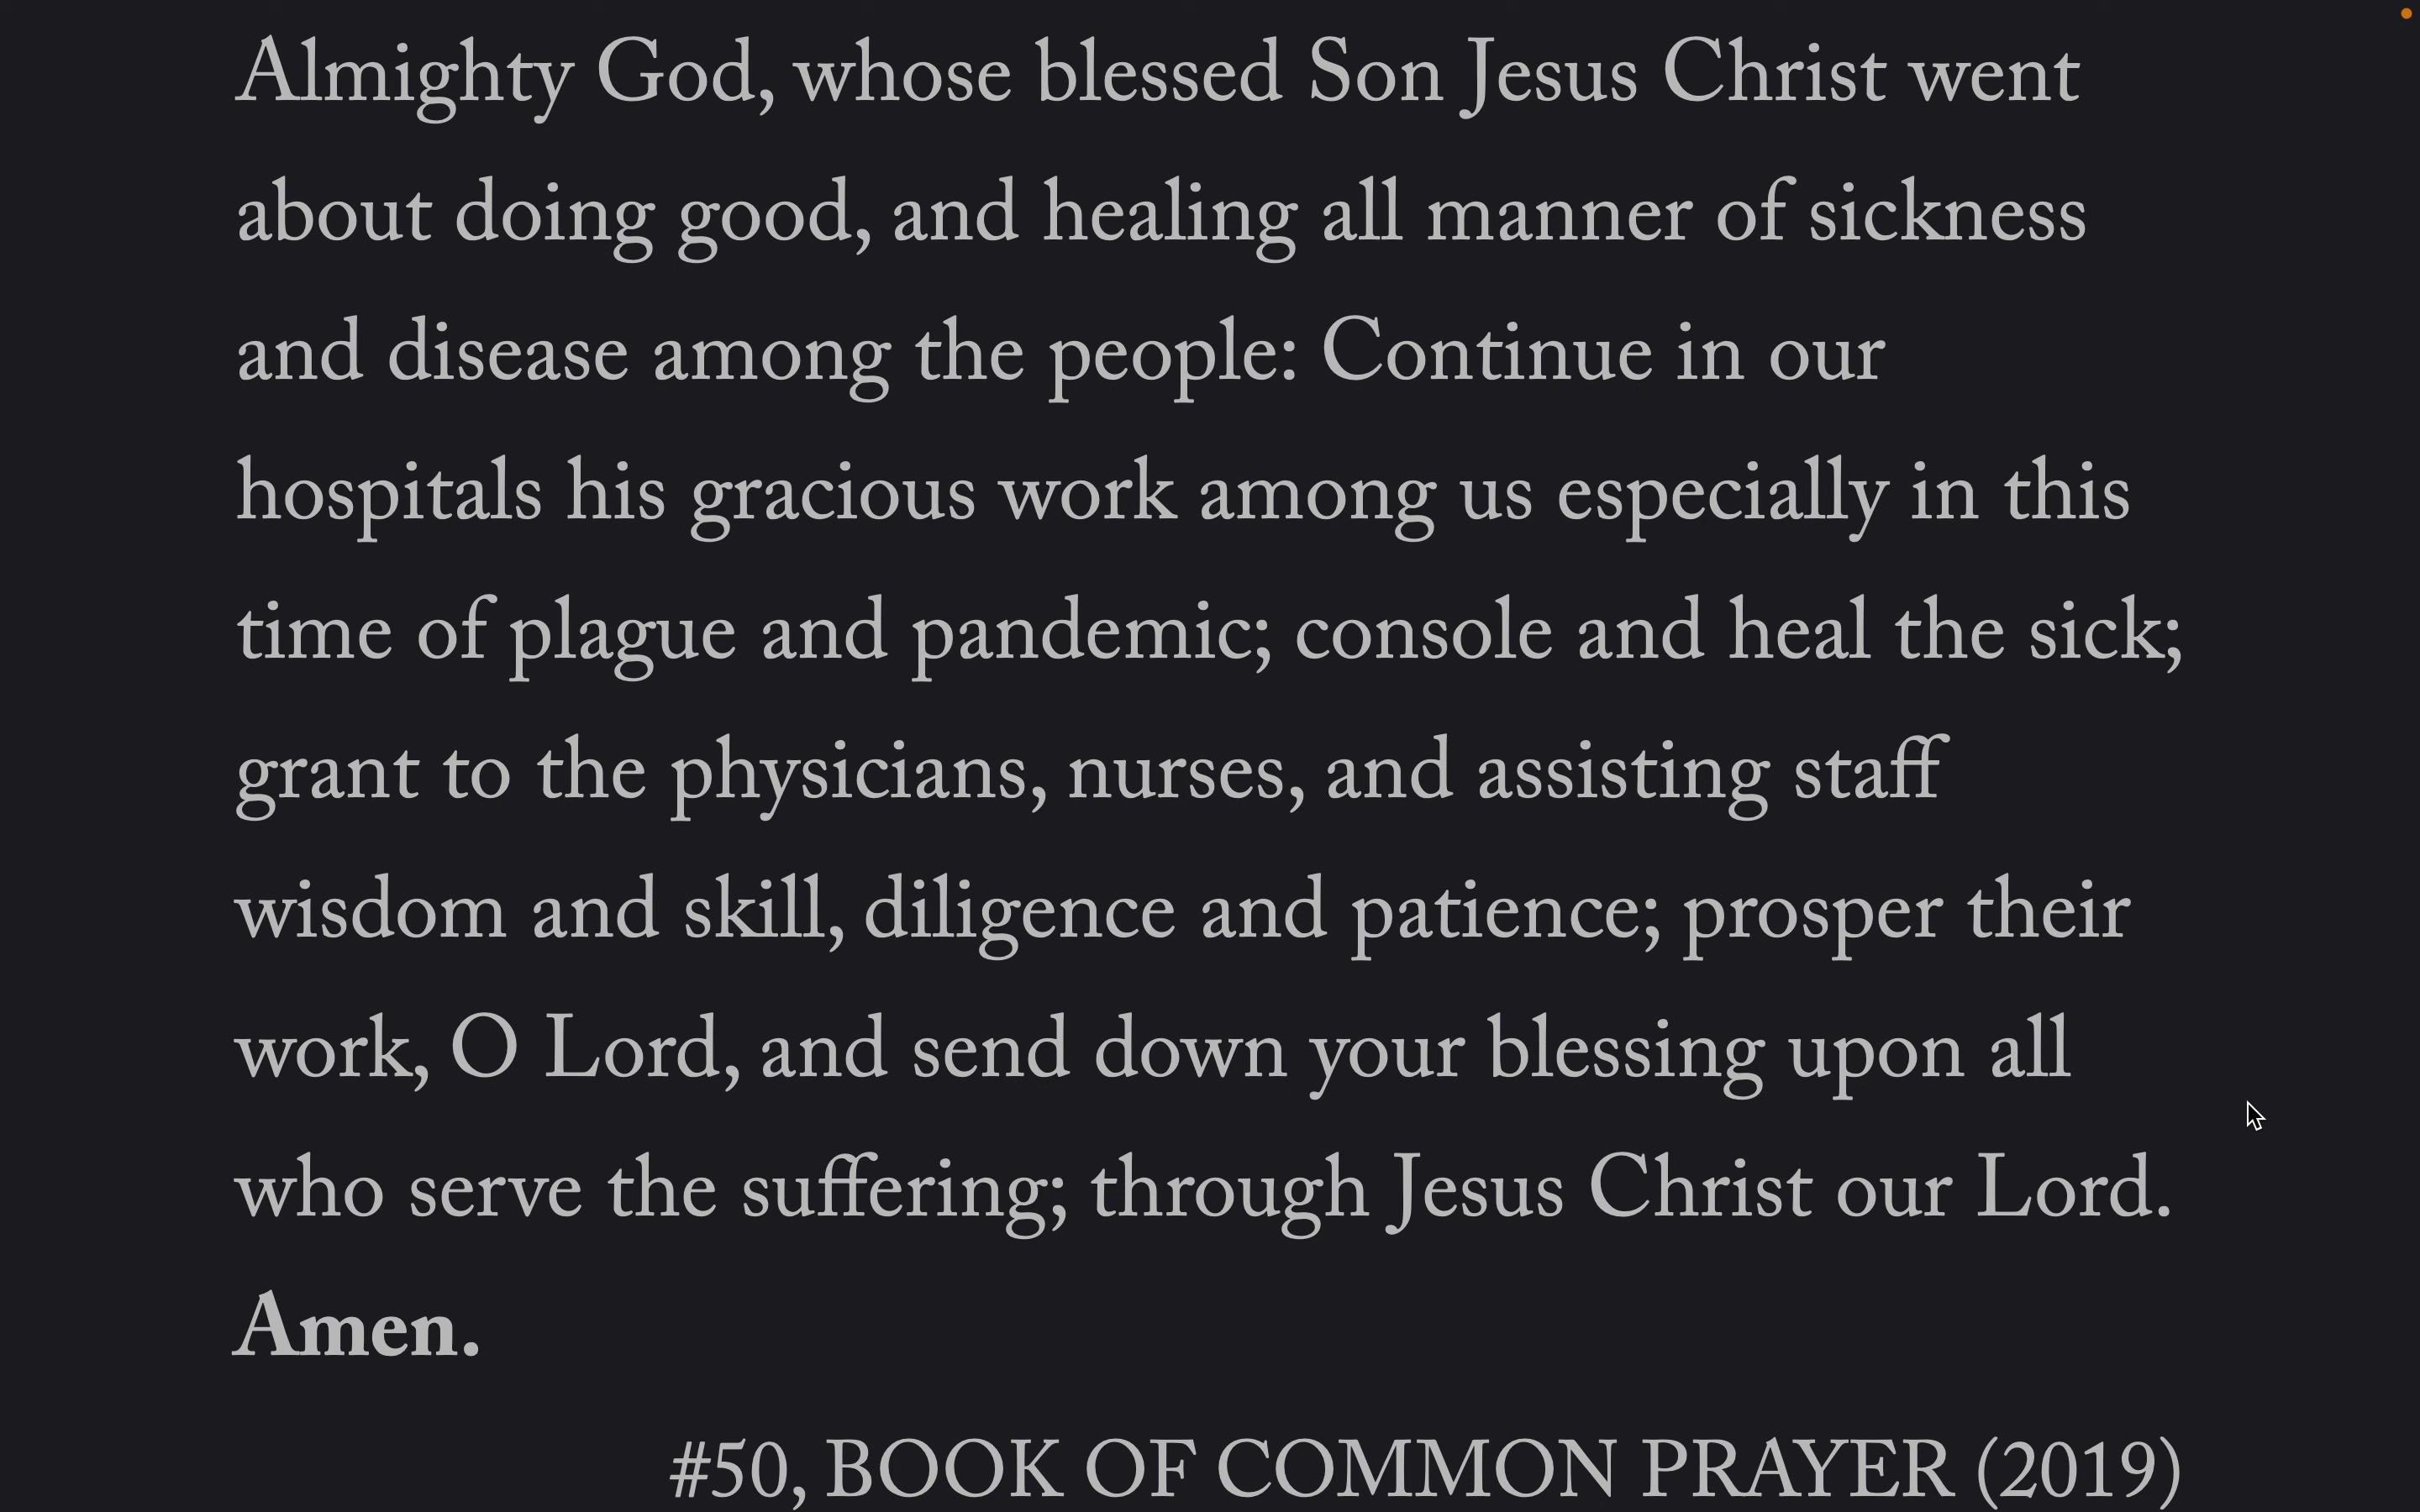 Almighty God, whose blessed Son Jesus Christ went
about doing good, and healing all manner of sickness
and disease among the people: Continue in our
hospitals his gracious work among us especially in this
time of plague and pandemic; console and heal the sick;
grant to the physicians, nurses, and assisting staff
wisdom and skill, diligence and patience; prosper their
work, O Lord, and send down your blessing upon all
who serve the suffering; through Jesus Christ our Lord.
Amen.
#50, BOOK OF COMMON PRAYER (2019)